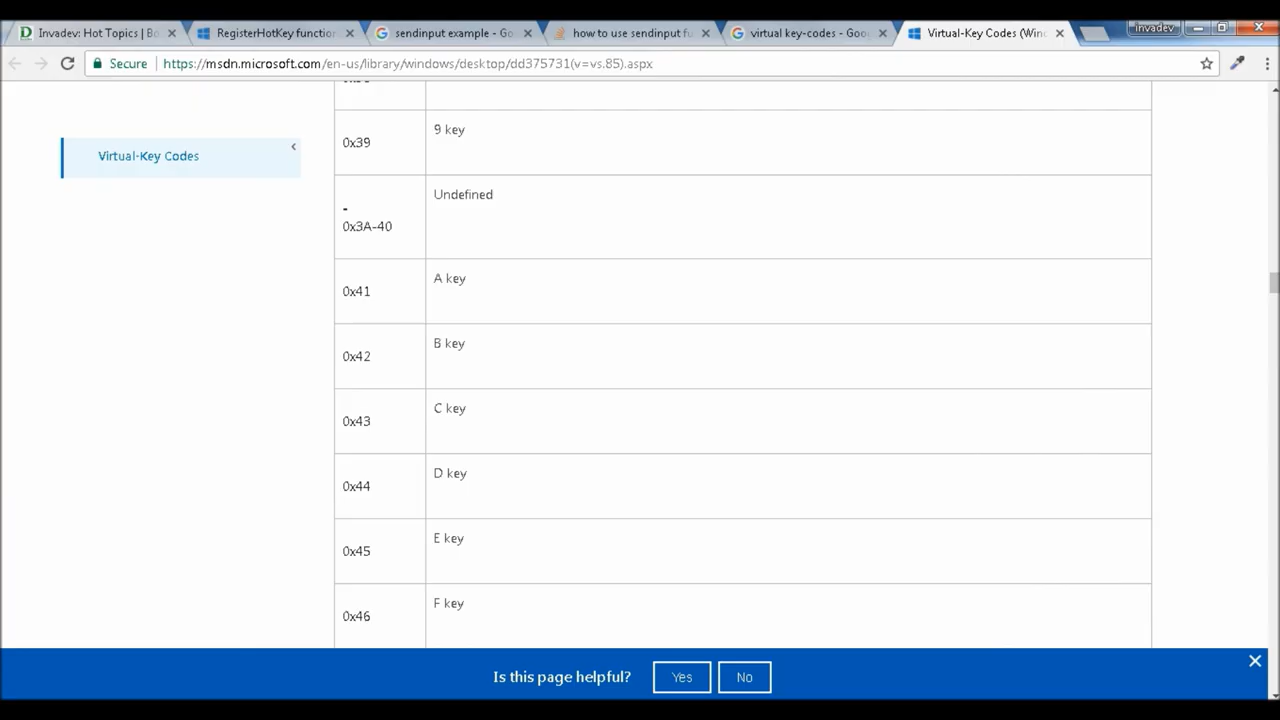 Invadev: Hot Topics | Bo
RegisterHotKey function
sendinput example - Go
how to use sendinput fu
virtual key-codes - Goo
Virtual-Key Codes (Winc
invadev
Secure
https://msdn.microsoft.com/en-us/library/windows/desktop/dd375731(v=vs.85).aspx
Virtual-Key Codes
0x39
9 key
-
0x3A-40
Undefined
0x41
A key
0x42
B key
0x43
C key
0x44
D key
0x45
E key
0x46
F key
Is this page helpful?
Yes
No